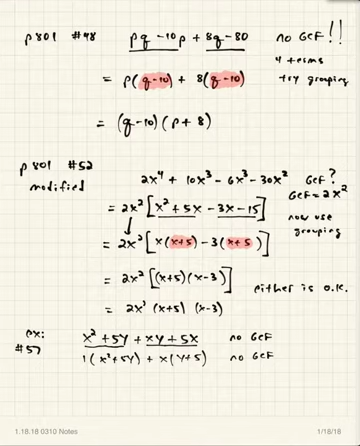 p801 #48 pq - 10p + 8q - 80 no GCF!!
4 terms
= p(q-10) + 8(q-10) try grouping
= (q-10)(p+8)
p801 #52
modified 2x⁴ + 10x³ - 6x³ - 30x² GCF?
GCF = 2x²
= 2x²[x² + 5x - 3x - 15] now use
grouping
= 2x²[x(x+5) - 3(x+5)]
= 2x²[(x+5)(x-3)] either is o.k.
= 2x²(x+5)(x-3)
ex: x² + 5y + xy + 5x no GCF
#57 1(x²+5y) + x(y+5) no GCF
1.18.18 0310 Notes 1/18/18